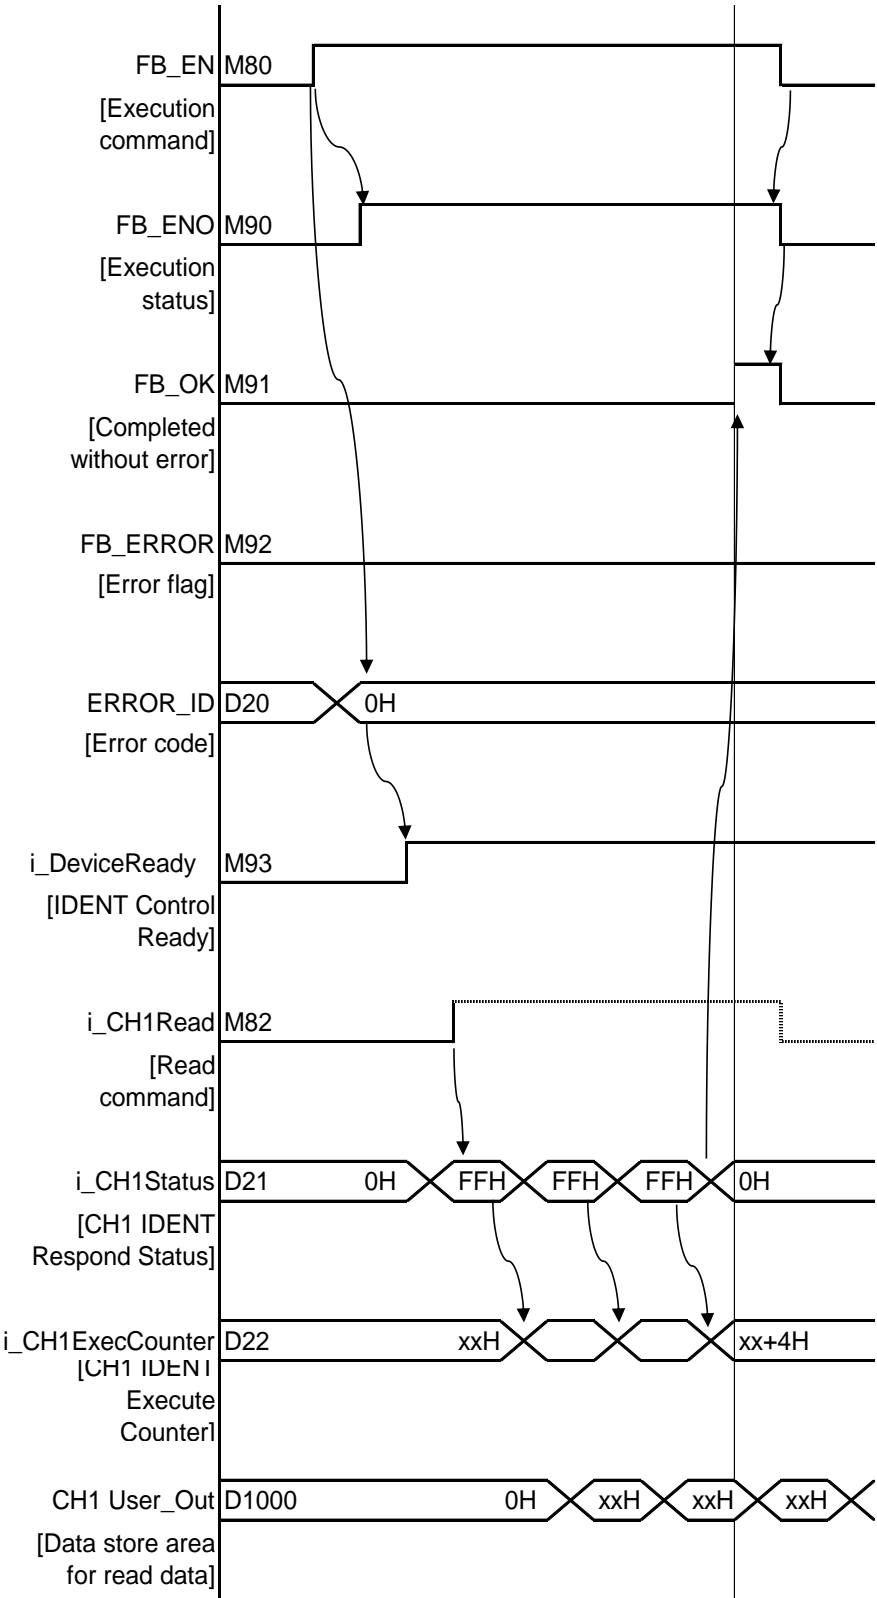 FB_EN M80
[Execution
command]
FB_ENO M90
[Execution
status]
FB_OK M91
[Completed
without error]
FB_ERROR M92
[Error flag]
ERROR_ID D20 0H
[Error code]
i_DeviceReady M93
[IDENT Control
Ready]
i_CH1Read M82
[Read
command]
i_CH1Status D21 0H FFH FFH FFH 0H
[CH1 IDENT
Respond Status]
i_CH1ExecCounter D22 xxH xx+4H
[CH1 IDENT
Execute
Counter]
CH1 User_Out D1000 0H xxH xxH xxH
[Data store area
for read data]